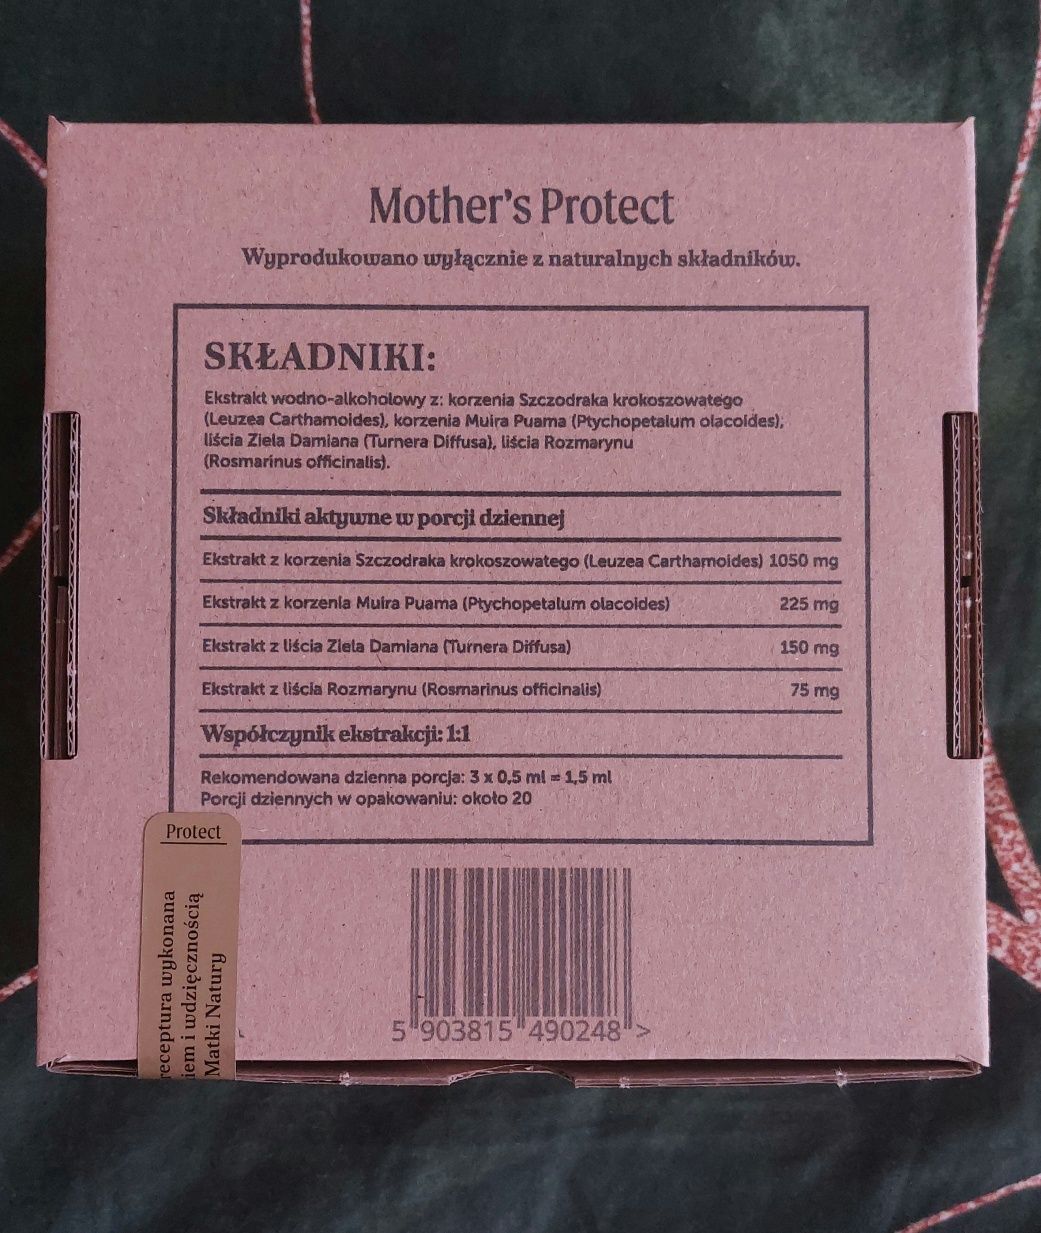 Mother's Protect
Wyprodukowano wyłącznie z naturalnych składników.
SKŁADNIKI:
Ekstrakt wodno-alkoholowy z: korzenia Szczodraka krokoszowatego
(Leuzea Carthamoides), korzenia Muira Puama (Ptychopetalum olacoides),
liścia Ziela Damiana (Turnera Diffusa), liścia Rozmarynu
(Rosmarinus officinalis).
Składniki aktywne w porcji dziennej
Ekstrakt z korzenia Szczodraka krokoszowatego (Leuzea Carthamoides) 1050 mg
Ekstrakt z korzenia Muira Puama (Ptychopetalum olacoides) 225 mg
Ekstrakt z liścia Ziela Damiana (Turnera Diffusa) 150 mg
Ekstrakt z liścia Rozmarynu (Rosmarinus officinalis) 75 mg
Współczynik ekstrakcji: 1:1
Rekomendowana dzienna porcja: 3 x 0,5 ml = 1,5 ml
Porcji dziennych w opakowaniu: około 20
Protect
receptura wykonana
iem i wdzięcznością
Matki Natury
5 903815 490248 >